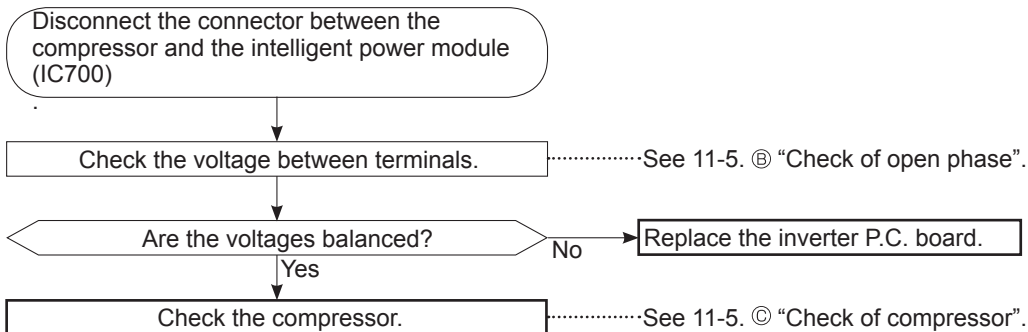 Disconnect the connector between the
compressor and the intelligent power module
(IC700)
.
Check the voltage between terminals.
See 11-5. Ⓑ “Check of open phase”.
Are the voltages balanced?
No
Replace the inverter P.C. board.
Yes
Check the compressor.
See 11-5. Ⓒ “Check of compressor”.